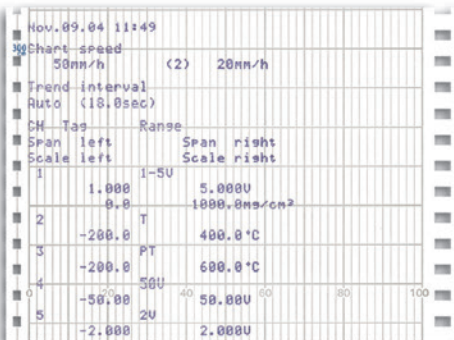 Nov.09.04 11:49
Chart speed
50mm/h (2) 20mm/h
Trend interval
Auto (18.0sec)
CH Tag Range
Span left Span right
Scale left Scale right
1 1-5V
1.000 5.000V
0.0 1000.0mg/cm²
2 T
-200.0 400.0°C
3 PT
-200.0 600.0°C
4 50V
-50.00 50.00V
0 40 60 80 100
5 2V
-2.000 2.000V